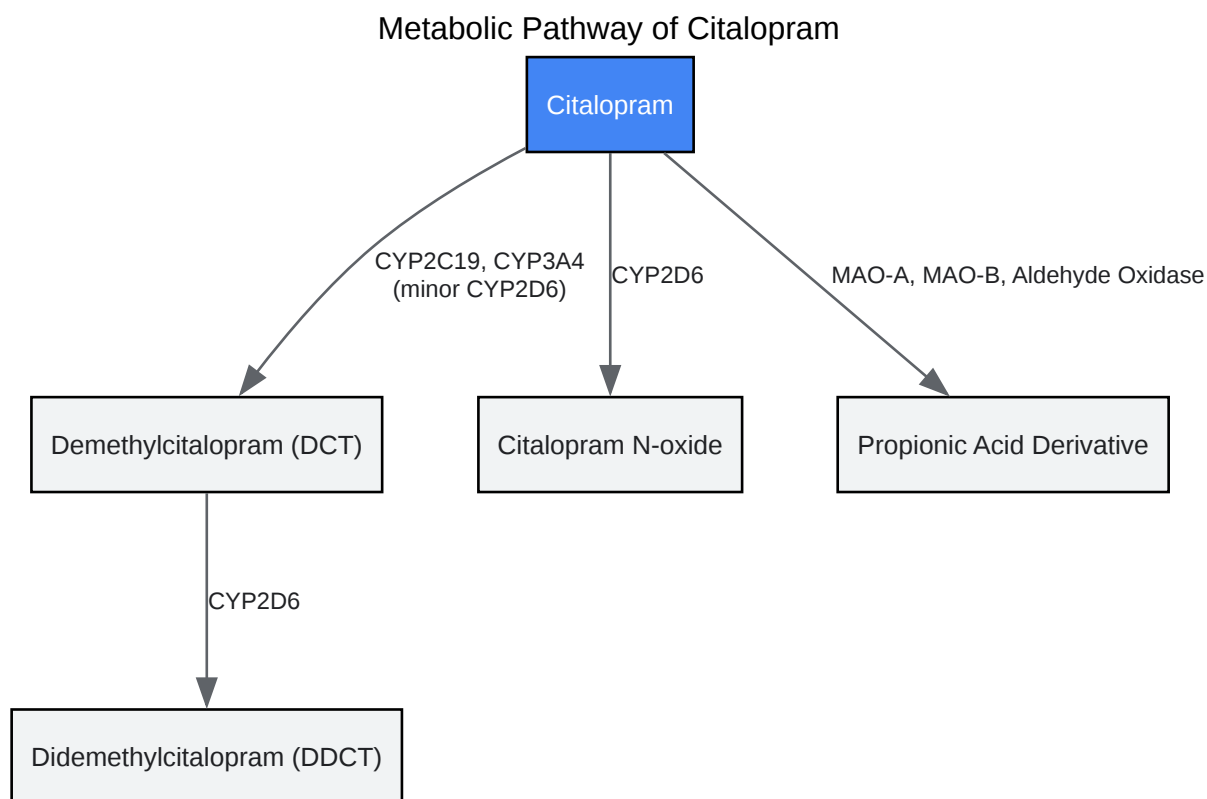 Metabolic Pathway of Citalopram
Citalopram
CYP2C19, CYP3A4
(minor CYP2D6)
CYP2D6
MAO-A, MAO-B, Aldehyde Oxidase
Demethylcitalopram (DCT)
Citalopram N-oxide
Propionic Acid Derivative
CYP2D6
Didemethylcitalopram (DDCT)